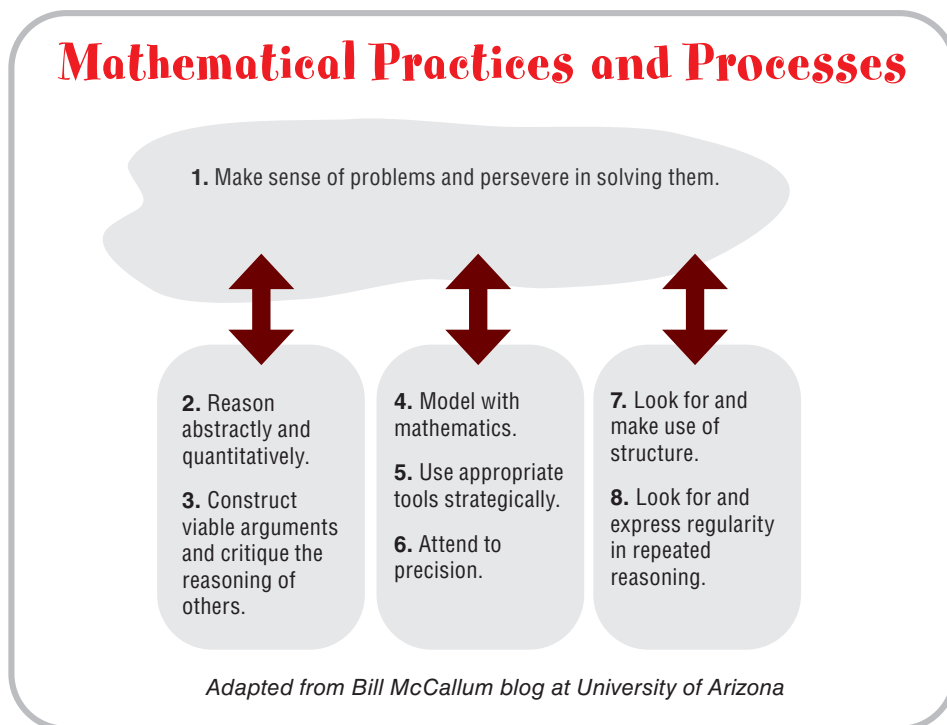 Mathematical Practices and Processes
1. Make sense of problems and persevere in solving them.
2. Reason
abstractly and
quantitatively.
3. Construct
viable arguments
and critique the
reasoning of
others.
4. Model with
mathematics.
5. Use appropriate
tools strategically.
6. Attend to
precision.
7. Look for and
make use of
structure.
8. Look for and
express regularity
in repeated
reasoning.
Adapted from Bill McCallum blog at University of Arizona